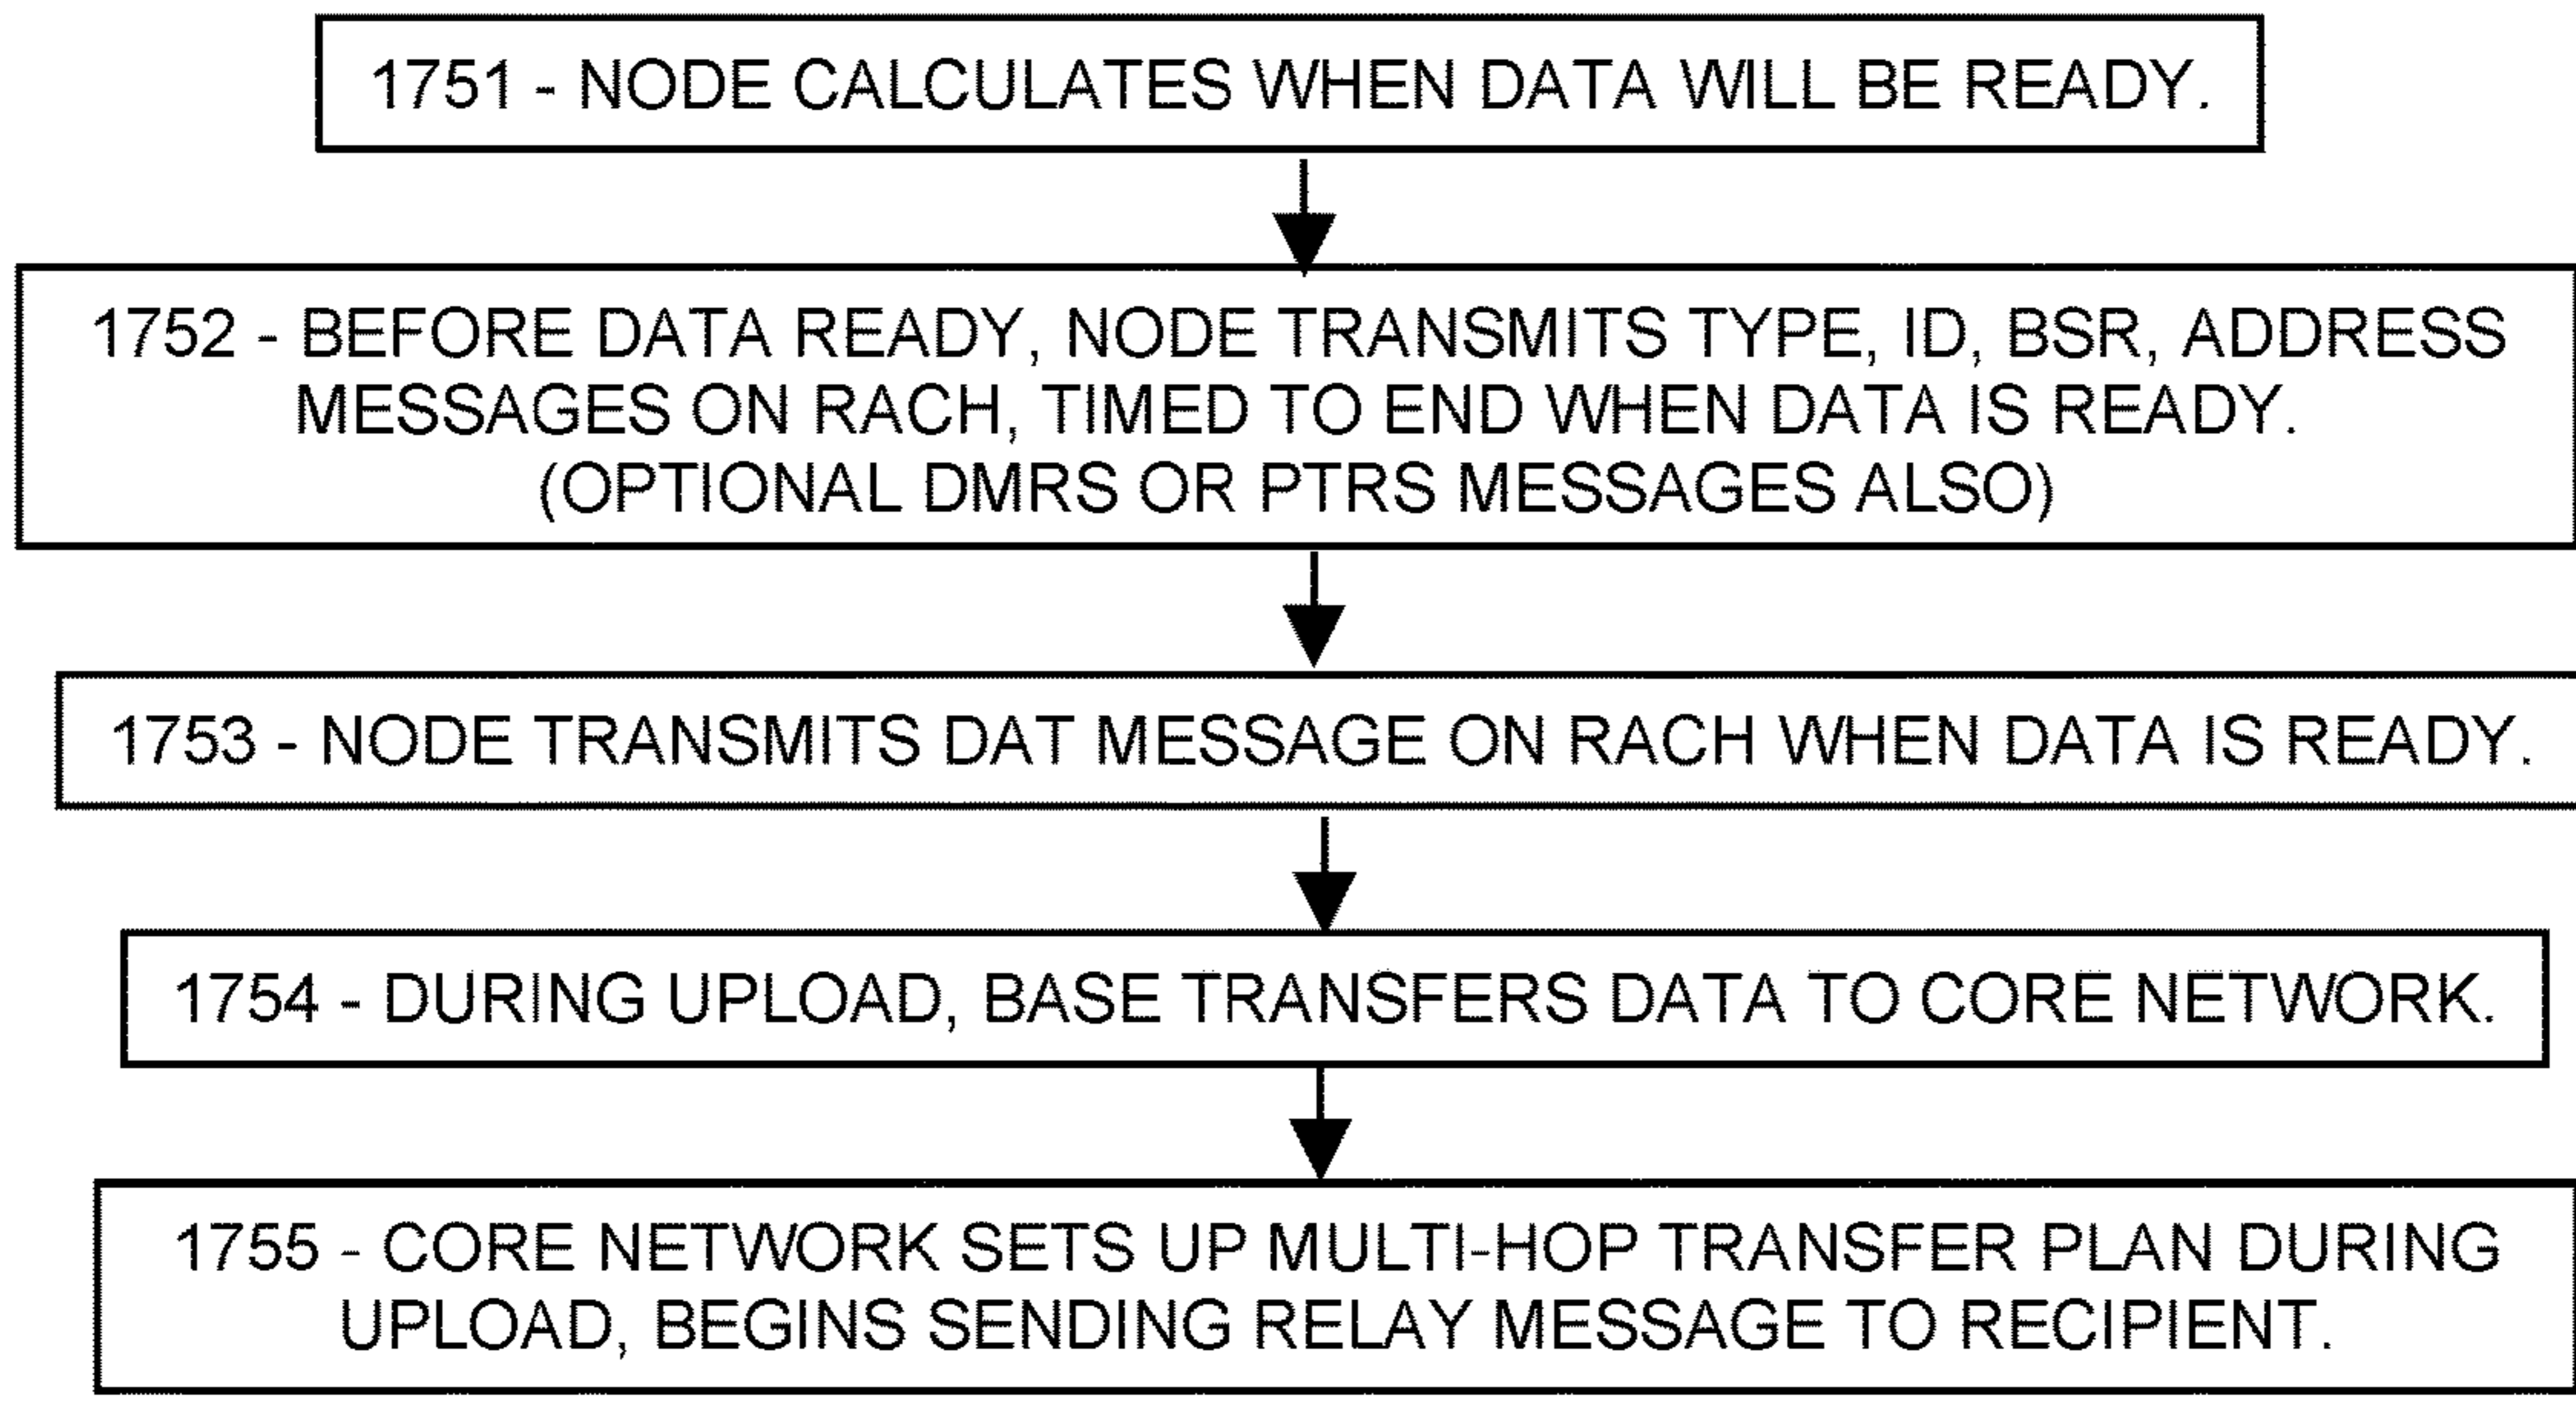 1751 - NODE CALCULATES WHEN DATA WILL BE READY.
1752 - BEFORE DATA READY, NODE TRANSMITS TYPE, ID, BSR, ADDRESS
MESSAGES ON RACH, TIMED TO END WHEN DATA IS READY.
(OPTIONAL DMRS OR PTRS MESSAGES ALSO)
1753 - NODE TRANSMITS DAT MESSAGE ON RACH WHEN DATA IS READY.
1754 - DURING UPLOAD, BASE TRANSFERS DATA TO CORE NETWORK.
1755 - CORE NETWORK SETS UP MULTI-HOP TRANSFER PLAN DURING
UPLOAD, BEGINS SENDING RELAY MESSAGE TO RECIPIENT.